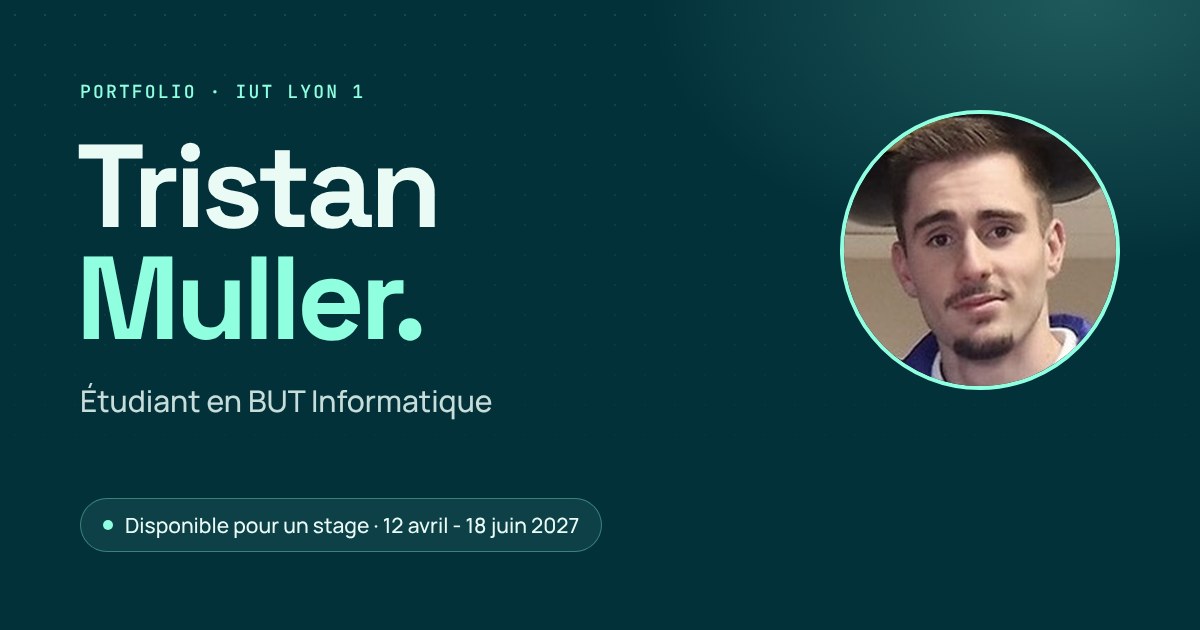 PORTFOLIO · IUT LYON 1
Tristan
Muller.
Étudiant en BUT Informatique
Disponible pour un stage · 12 avril - 18 juin 2027